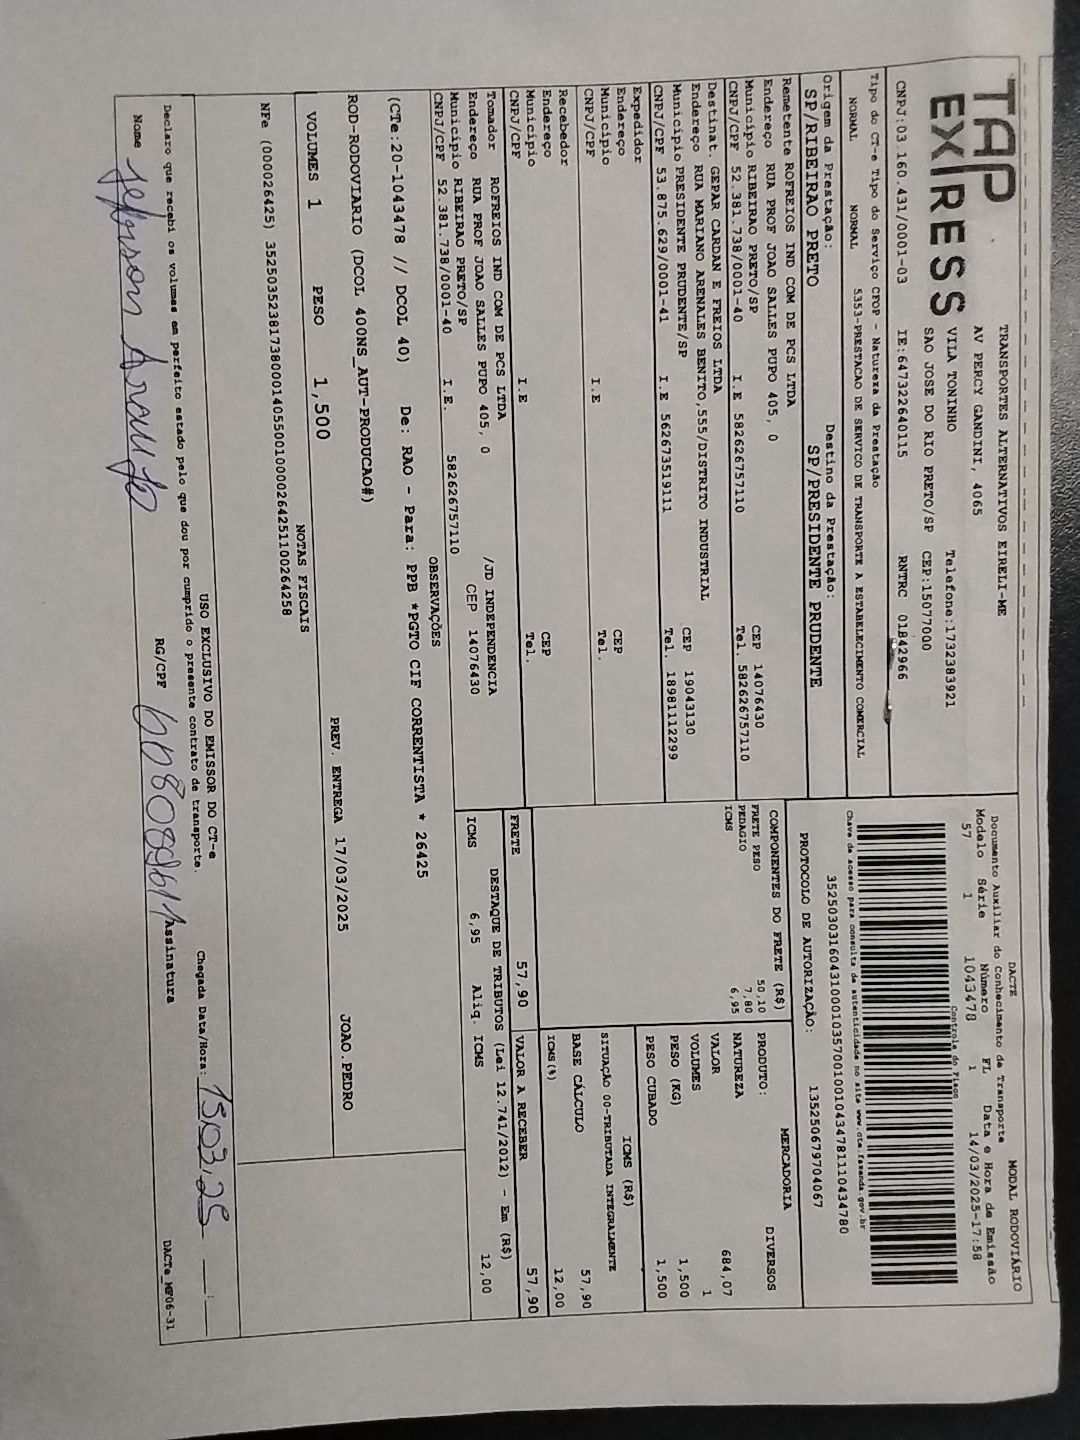 TAP EXPRESS
TRANSPORTES ALTERNATIVOS EIRELI-ME
AV PERCY GANDINI, 4065
VILA TONINHO Telefone:1732383921
SAO JOSE DO RIO PRETO/SP CEP:15077000
CNPJ:03.160.431/0001-03 IE:647322640115 RNTRC 01842966
DACTE MODAL RODOVIÁRIO
Documento Auxiliar do Conhecimento de Transporte
Modelo Série Número FL Data e Hora de Emissão
57 1 1043478 1 14/03/2025-17:58
Controle do Fisco
Chave de acesso para consulta de autenticidade no site www.cte.fazenda.gov.br
35250303160431000103570010010434781110434780
PROTOCOLO DE AUTORIZAÇÃO: 135250679704067
Tipo do CT-e Tipo do Serviço CFOP - Natureza da Prestação
NORMAL NORMAL 5353-PRESTACAO DE SERVICO DE TRANSPORTE A ESTABELECIMENTO COMERCIAL
Origem da Prestação: Destino da Prestação:
SP/RIBEIRAO PRETO SP/PRESIDENTE PRUDENTE
Remetente ROFREIOS IND COM DE PCS LTDA
Endereço RUA PROF JOAO SALLES PUPO 405, 0
Município RIBEIRAO PRETO/SP CEP 14076430
CNPJ/CPF 52.381.738/0001-40 I.E 582626757110 Tel. 582626757110
Destinat. GEPAR CARDAN E FREIOS LTDA
Endereço RUA MARIANO ARENALES BENITO,555/DISTRITO INDUSTRIAL
Município PRESIDENTE PRUDENTE/SP CEP 19043130
CNPJ/CPF 53.875.629/0001-41 I.E 562673519111 Tel. 18981112299
Expedidor
Endereço
Município CEP
CNPJ/CPF I.E Tel.
Recebedor
Endereço
Município CEP
CNPJ/CPF I.E Tel.
Tomador ROFREIOS IND COM DE PCS LTDA
Endereço RUA PROF JOAO SALLES PUPO 405, 0 /JD INDEPENDENCIA
Município RIBEIRAO PRETO/SP CEP 14076430
CNPJ/CPF 52.381.738/0001-40 I.E. 582626757110
COMPONENTES DO FRETE (R$)
FRETE PESO 50,10
PEDAGIO 7,80
ICMS 6,95
MERCADORIA
PRODUTO: DIVERSOS
NATUREZA
VALOR 684,07
VOLUMES 1
PESO (KG) 1,500
PESO CUBADO 1,500
ICMS (R$)
SITUAÇÃO 00-TRIBUTADA INTEGRALMENTE
BASE CÁLCULO 57,90
ICMS(%) 12,00
FRETE 57,90 VALOR A RECEBER 57,90
DESTAQUE DE TRIBUTOS (Lei 12.741/2012) - Em (R$)
ICMS 6,95 Aliq. ICMS 12,00
OBSERVAÇÕES
(CTe:20-1043478 // DCOL 40) De: RAO - Para: PPB *PGTO CIF CORRENTISTA * 26425
ROD-RODOVIARIO (DCOL 400NS_AUT-PRODUCAO#)
PREV. ENTREGA 17/03/2025 JOAO.PEDRO
VOLUMES 1 PESO 1,500
NOTAS FISCAIS
NFe (000026425) 35250352381738000140550010000264251100264258
USO EXCLUSIVO DO EMISSOR DO CT-e
Declaro que recebi os volumes em perfeito estado pelo que dou por cumprido o presente contrato de transporte.
Chegada Data/Hora: 15.03.25 __:__
Nome Jeferson Araujo RG/CPF Assinatura
DACTe_MP06-31